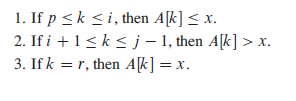 1. If p ≤ k ≤ i, then A[k] ≤ x.
2. If i + 1 ≤ k ≤ j − 1, then A[k] > x.
3. If k = r, then A[k] = x.